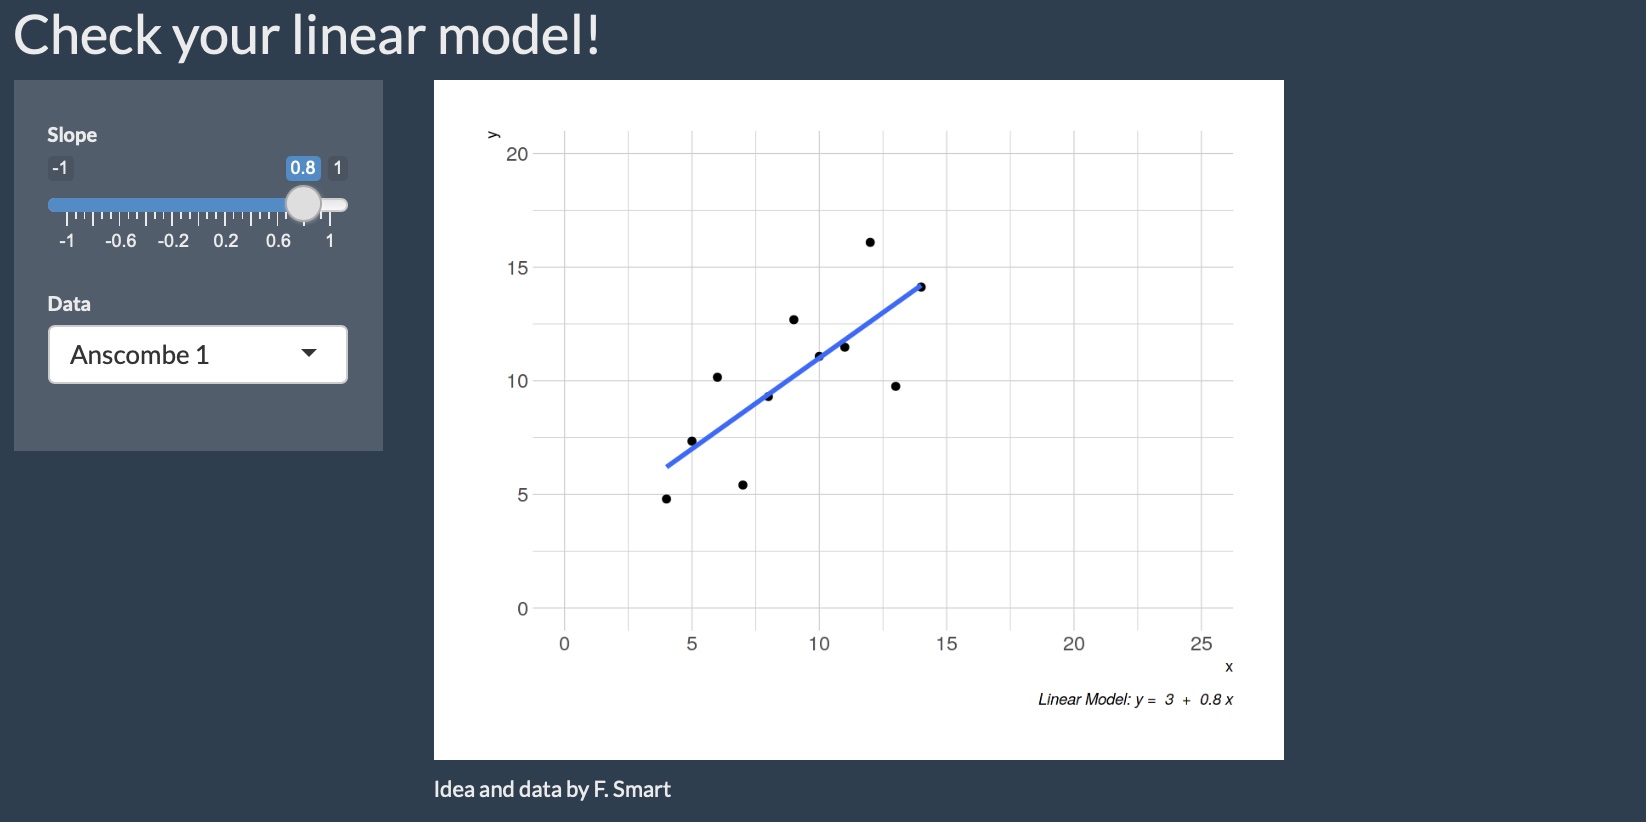 Check your linear model!
Slope
-1 0.8 1
-1 -0.6 -0.2 0.2 0.6 1
Data
Anscombe 1
y
20
15
10
5
0
0 5 10 15 20 25
x
Linear Model: y = 3 + 0.8 x
Idea and data by F. Smart